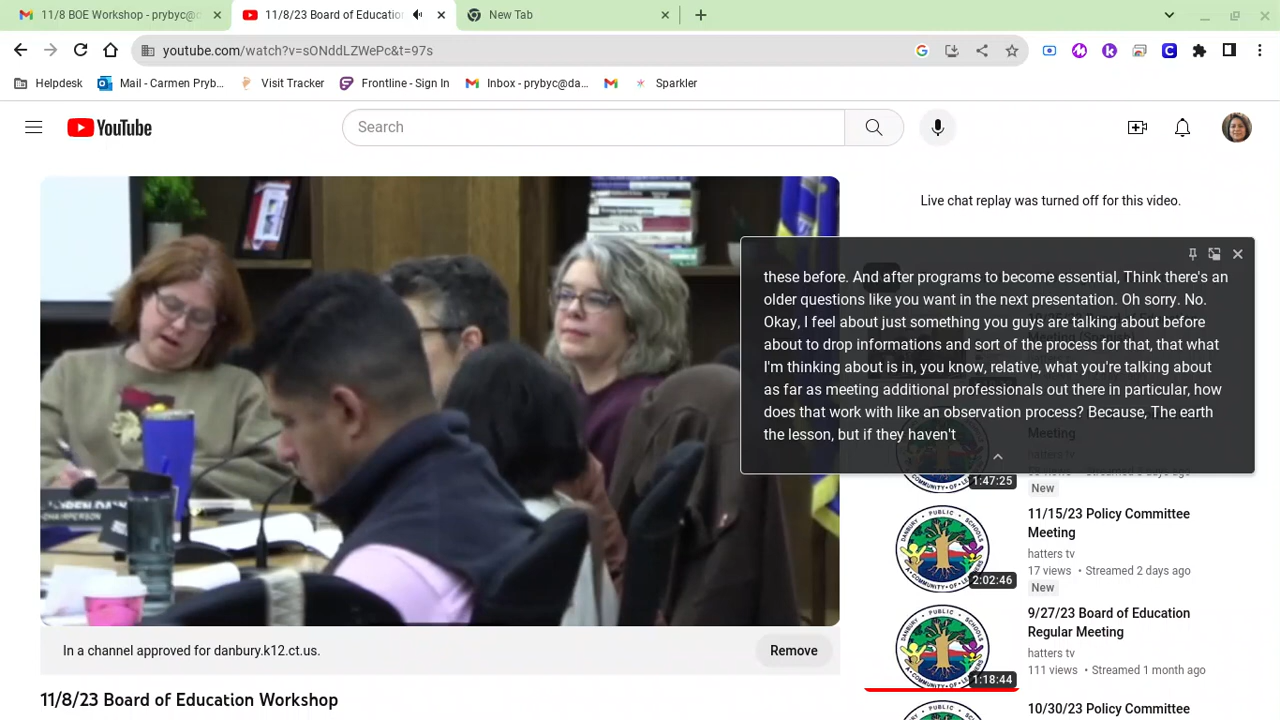 11/8 BOE Workshop - prybyc@
11/8/23 Board of Education
New Tab
youtube.com/watch?v=sONddLZWePc&t=97s
Helpdesk
Mail - Carmen Pryb...
Visit Tracker
Frontline - Sign In
Inbox - prybyc@da...
Sparkler
YouTube
Search
Live chat replay was turned off for this video.
these before. And after programs to become essential, Think there's an
older questions like you want in the next presentation. Oh sorry. No.
Okay, I feel about just something you guys are talking about before
about to drop informations and sort of the process for that, that what
I'm thinking about is in, you know, relative, what you're talking about
as far as meeting additional professionals out there in particular, how
does that work with like an observation process? Because, The earth
the lesson, but if they haven't
Meeting
hatters tv
1:47:25
New
11/15/23 Policy Committee
Meeting
hatters tv
17 views • Streamed 2 days ago
2:02:46
New
9/27/23 Board of Education
Regular Meeting
hatters tv
111 views • Streamed 1 month ago
1:18:44
10/30/23 Policy Committee
CHAIRPERSON
In a channel approved for danbury.k12.ct.us.
Remove
11/8/23 Board of Education Workshop